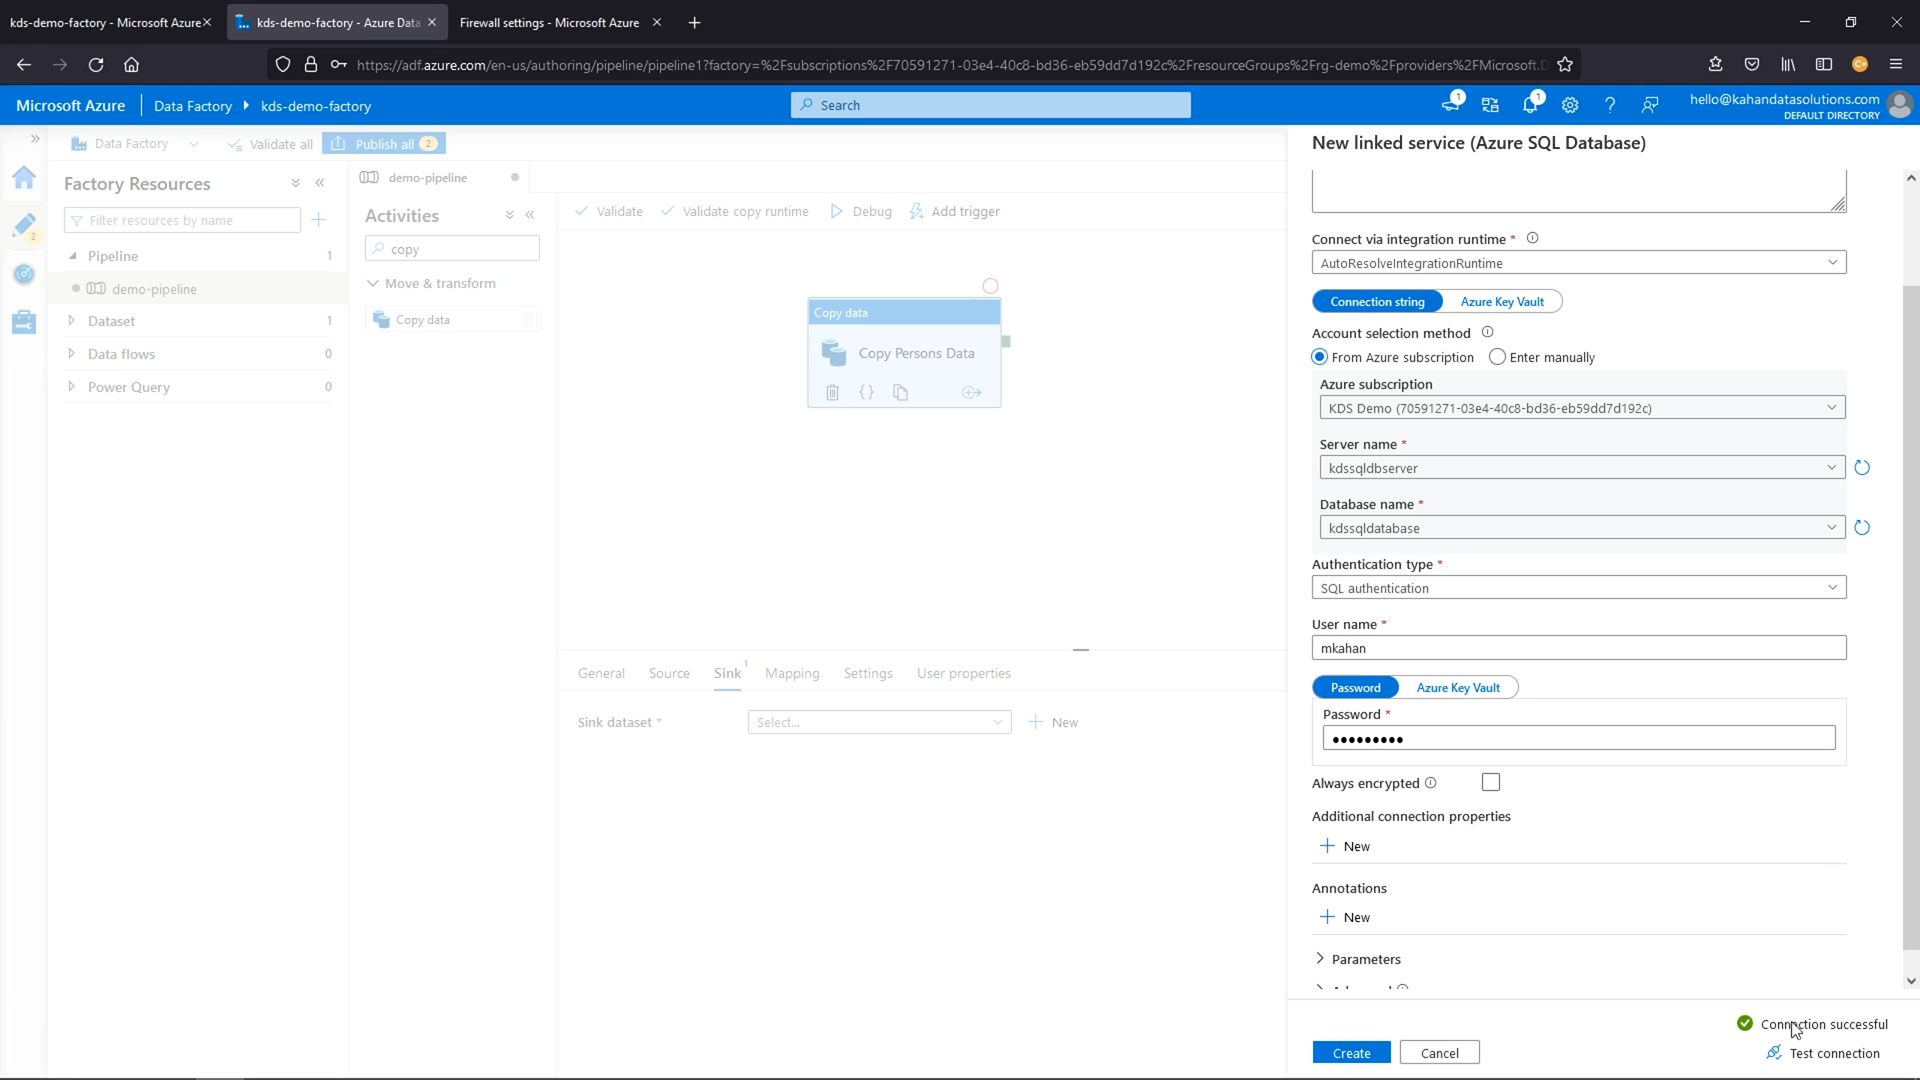 kds-demo-factory - Microsoft Azure
kds-demo-factory - Azure Data
Firewall settings - Microsoft Azure
https://adf.azure.com/en-us/authoring/pipeline/pipeline1?factory=%2Fsubscriptions%2F70591271-03e4-40c8-bd36-eb59dd7d192c%2FresourceGroups%2Frg-demo%2Fproviders%2FMicrosoft.D
Microsoft Azure
Data Factory
kds-demo-factory
Search
1
1
hello@kahandatasolutions.com
DEFAULT DIRECTORY
Data Factory
Validate all
Publish all 2
2
Factory Resources
Filter resources by name
Pipeline 1
demo-pipeline
Dataset 1
Data flows 0
Power Query 0
demo-pipeline
Activities
copy
Move & transform
Copy data
Validate
Validate copy runtime
Debug
Add trigger
Copy data
Copy Persons Data
General
Source
Sink 1
Mapping
Settings
User properties
Sink dataset *
Select...
New
New linked service (Azure SQL Database)
Connect via integration runtime *
AutoResolveIntegrationRuntime
Connection string
Azure Key Vault
Account selection method
From Azure subscription
Enter manually
Azure subscription
KDS Demo (70591271-03e4-40c8-bd36-eb59dd7d192c)
Server name *
kdssqldbserver
Database name *
kdssqldatabase
Authentication type *
SQL authentication
User name *
mkahan
Password
Azure Key Vault
Password *
•••••••••
Always encrypted
Additional connection properties
New
Annotations
New
Parameters
Connection successful
Create
Cancel
Test connection